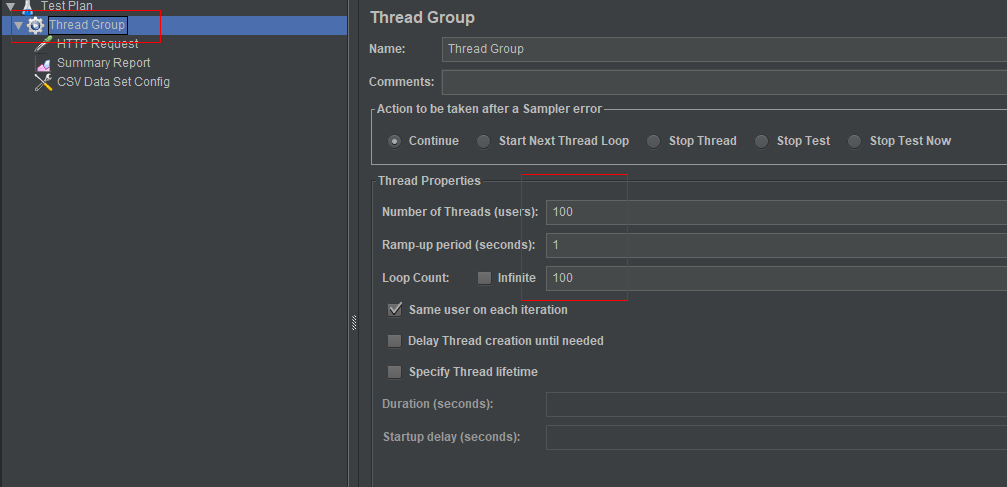 Test Plan
Thread Group
HTTP Request
Summary Report
CSV Data Set Config
Thread Group
Name: Thread Group
Comments:
Action to be taken after a Sampler error
Continue Start Next Thread Loop Stop Thread Stop Test Stop Test Now
Thread Properties
Number of Threads (users): 100
Ramp-up period (seconds): 1
Loop Count: Infinite 100
Same user on each iteration
Delay Thread creation until needed
Specify Thread lifetime
Duration (seconds):
Startup delay (seconds):